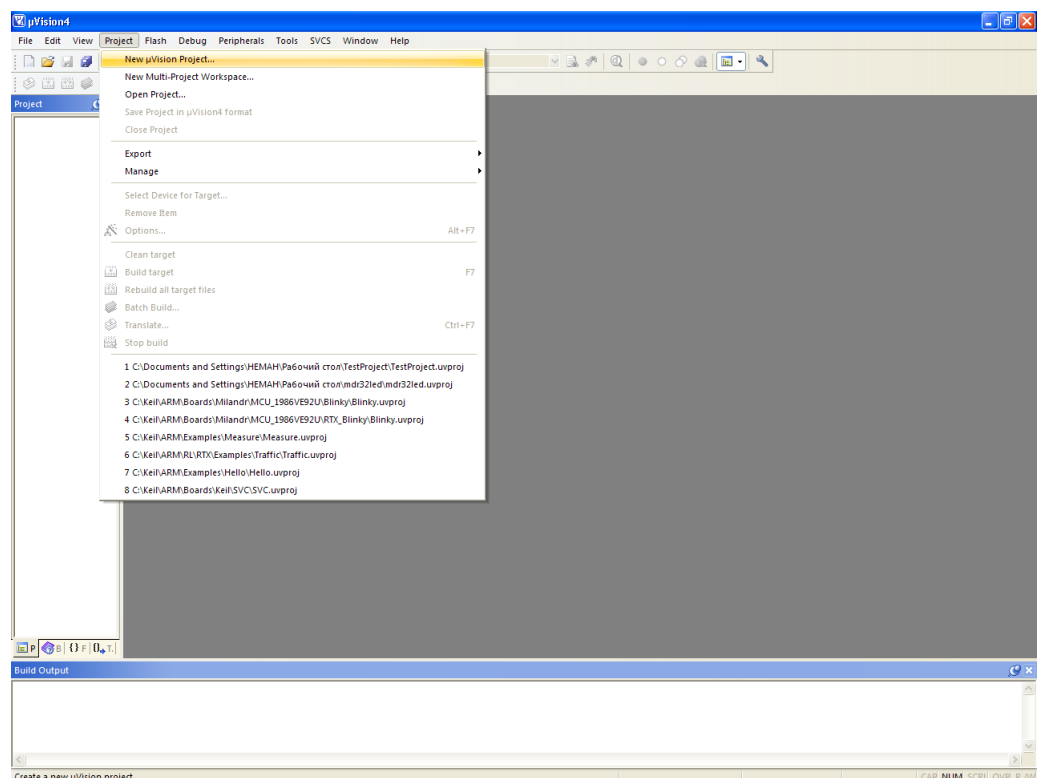 µVision4
File Edit View Project Flash Debug Peripherals Tools SVCS Window Help
New µVision Project...
New Multi-Project Workspace...
Open Project...
Save Project in µVision4 format
Close Project
Export
Manage
Select Device for Target...
Remove Item
Options... Alt+F7
Clean target
Build target F7
Rebuild all target files
Batch Build...
Translate... Ctrl+F7
Stop build
1 C:\Documents and Settings\НЕМАН\Рабочий стол\TestProject\TestProject.uvproj
2 C:\Documents and Settings\НЕМАН\Рабочий стол\mdr32led\mdr32led.uvproj
3 C:\Keil\ARM\Boards\Milandr\MCU_1986VE92U\Blinky\Blinky.uvproj
4 C:\Keil\ARM\Boards\Milandr\MCU_1986VE92U\RTX_Blinky\Blinky.uvproj
5 C:\Keil\ARM\Examples\Measure\Measure.uvproj
6 C:\Keil\ARM\RL\RTX\Examples\Traffic\Traffic.uvproj
7 C:\Keil\ARM\Examples\Hello\Hello.uvproj
8 C:\Keil\ARM\Boards\Keil\SVC\SVC.uvproj
Project
P B {} F T.
Build Output
Create a new µVision project
CAP NUM SCRL OVR R/W